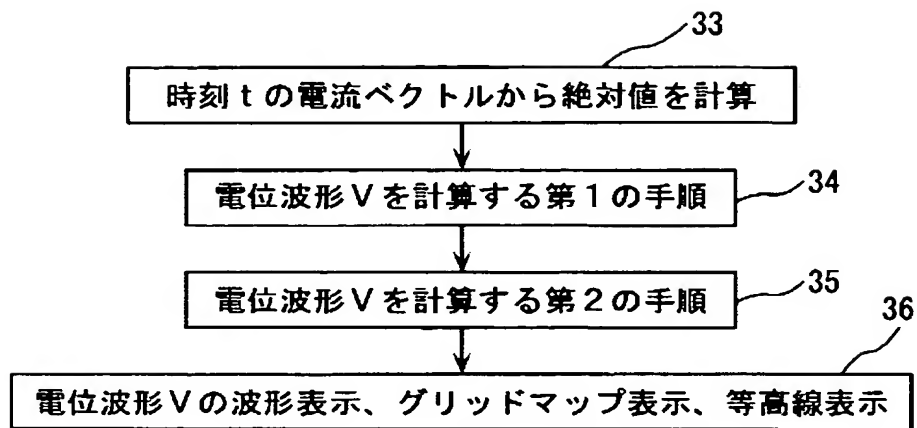 33
時刻tの電流ベクトルから絶対値を計算
34
電位波形Vを計算する第1の手順
35
電位波形Vを計算する第2の手順
36
電位波形Vの波形表示、グリッドマップ表示、等高線表示